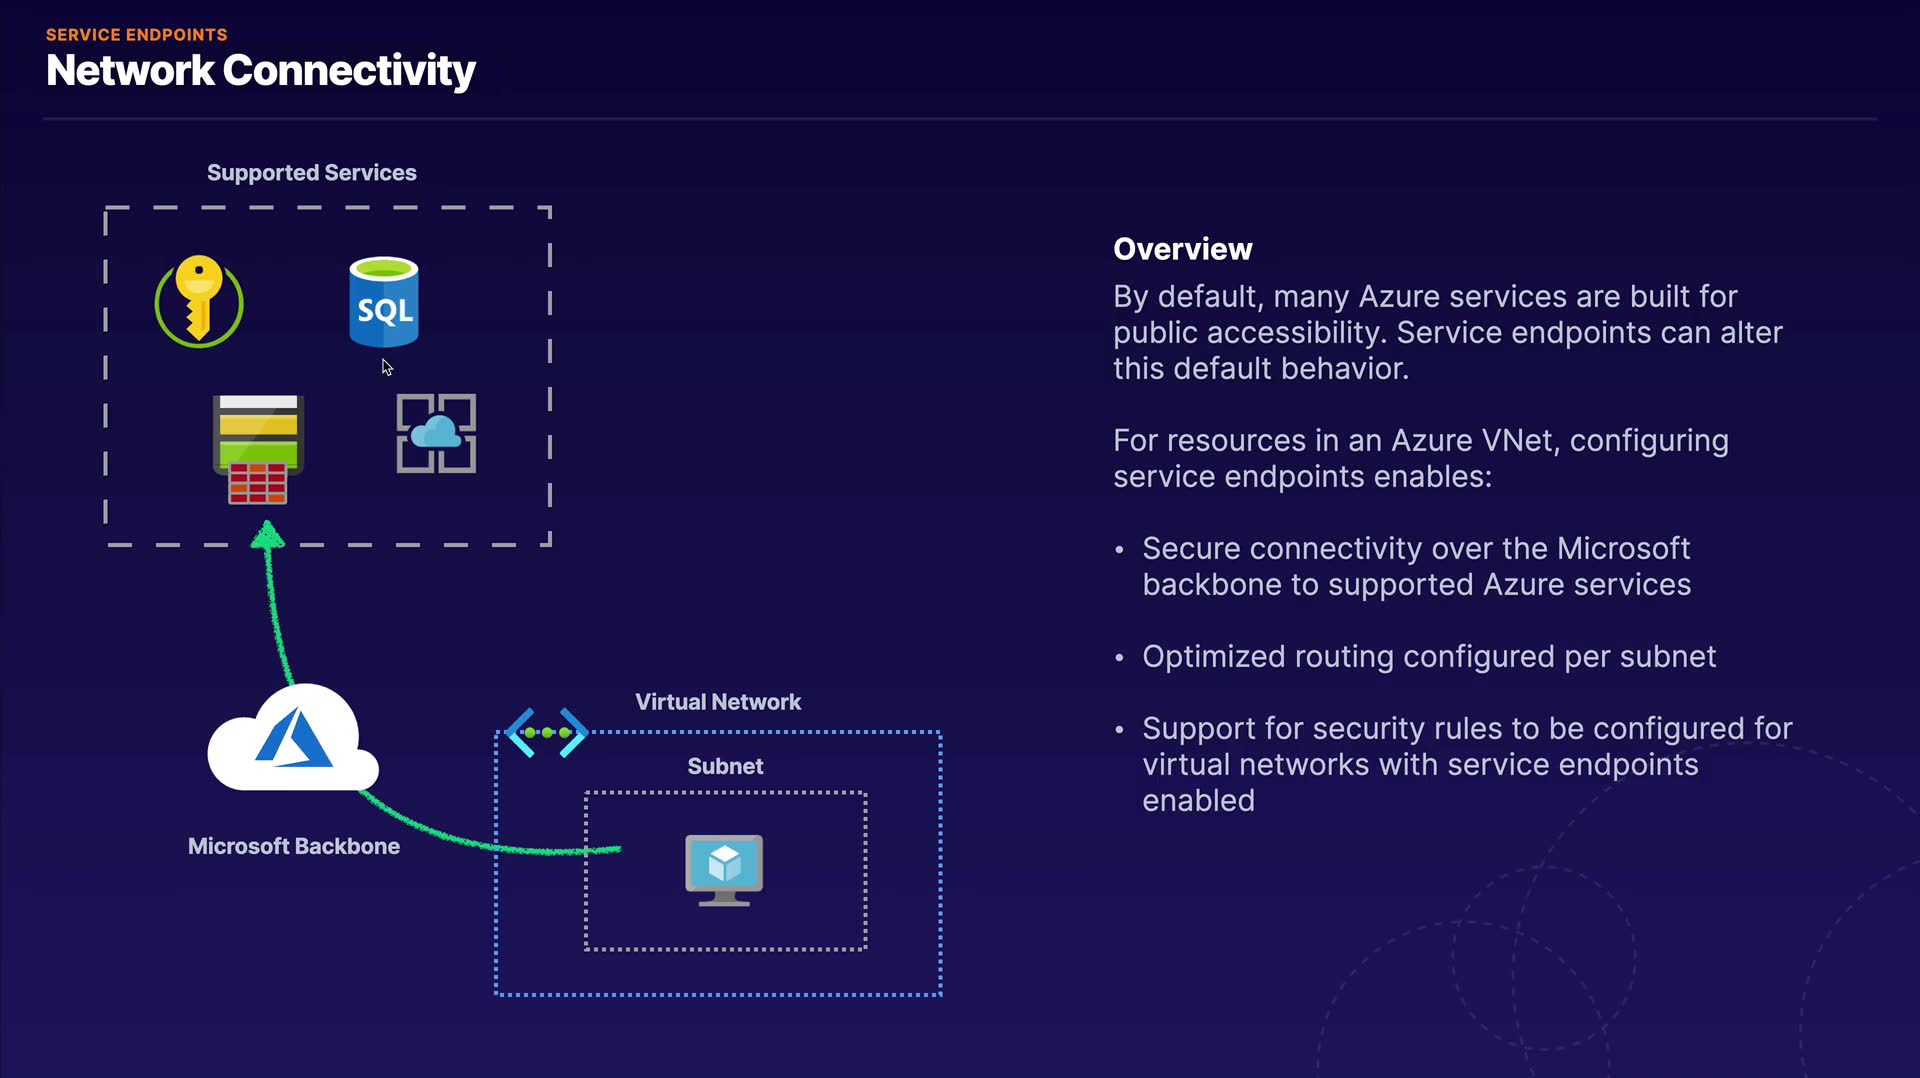 SERVICE ENDPOINTS
Network Connectivity
Supported Services
SQL
Microsoft Backbone
Virtual Network
Subnet
Overview
By default, many Azure services are built for
public accessibility. Service endpoints can alter
this default behavior.
For resources in an Azure VNet, configuring
service endpoints enables:
• Secure connectivity over the Microsoft
backbone to supported Azure services
• Optimized routing configured per subnet
• Support for security rules to be configured for
virtual networks with service endpoints
enabled